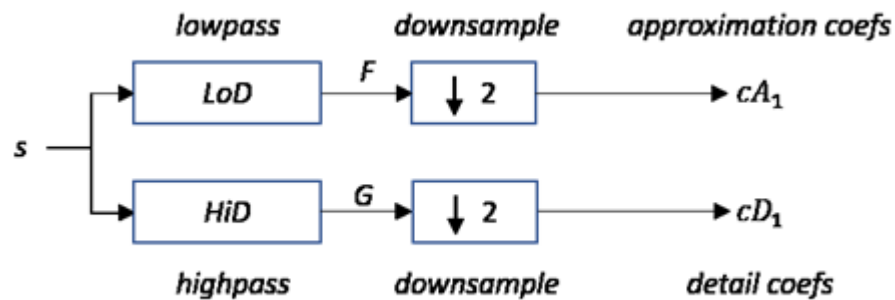 lowpass downsample approximation coefs
F
LoD ↓ 2 cA₁
s
G
HiD ↓ 2 cD₁
highpass downsample detail coefs